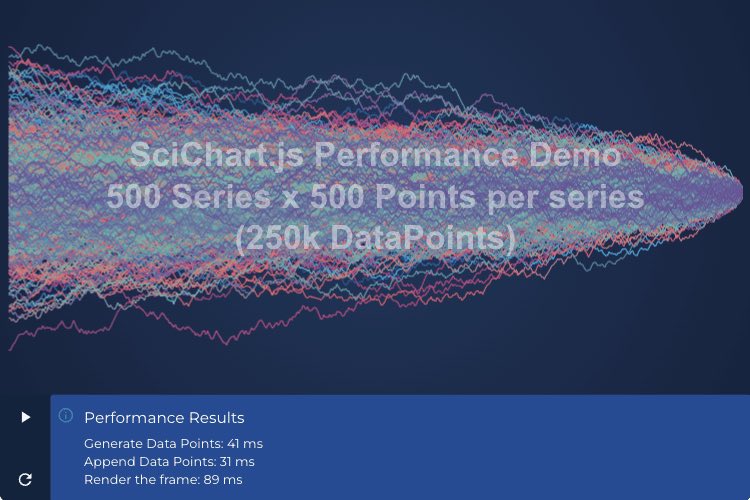 SciChart.js Performance Demo
500 Series x 500 Points per series
(250k DataPoints)
Performance Results
Generate Data Points: 41 ms
Append Data Points: 31 ms
Render the frame: 89 ms